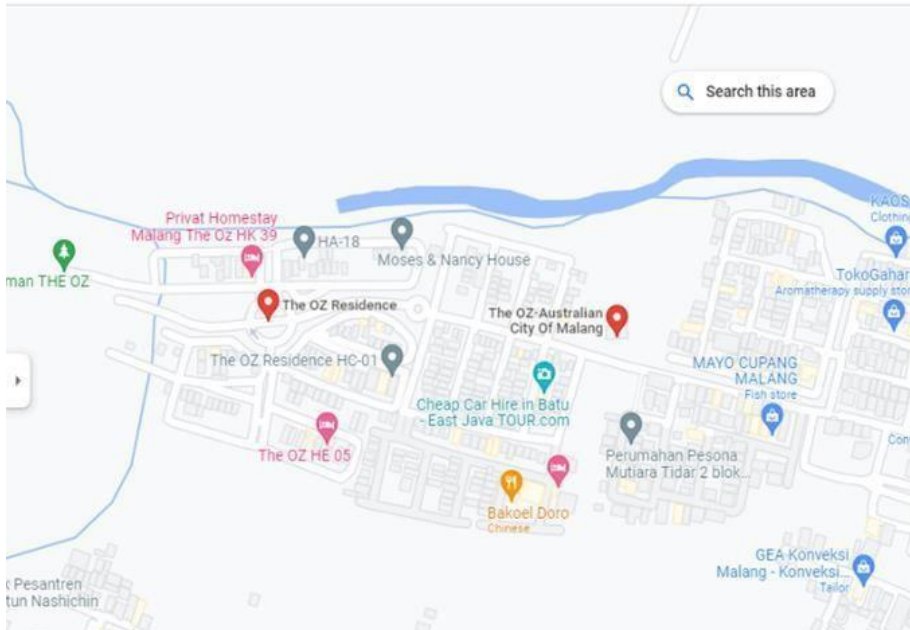 Search this area
KAOS
Clothing
Privat Homestay
Malang The Oz HK 39
HA-18
Moses & Nancy House
man THE OZ
TokoGahar
Aromatherapy supply stor
The OZ Residence
The OZ-Australian
City Of Malang
The OZ Residence HC-01
MAYO CUPANG
MALANG
Fish store
Cheap Car Hire in Batu
- East Java TOUR.com
The OZ HE 05
Perumahan Pesona
Mutiara Tidar 2 blok...
Con
Bakoel Doro
Chinese
GEA Konveksi
Malang - Konveksi...
Tailor
Pesantren
tun Nashichin